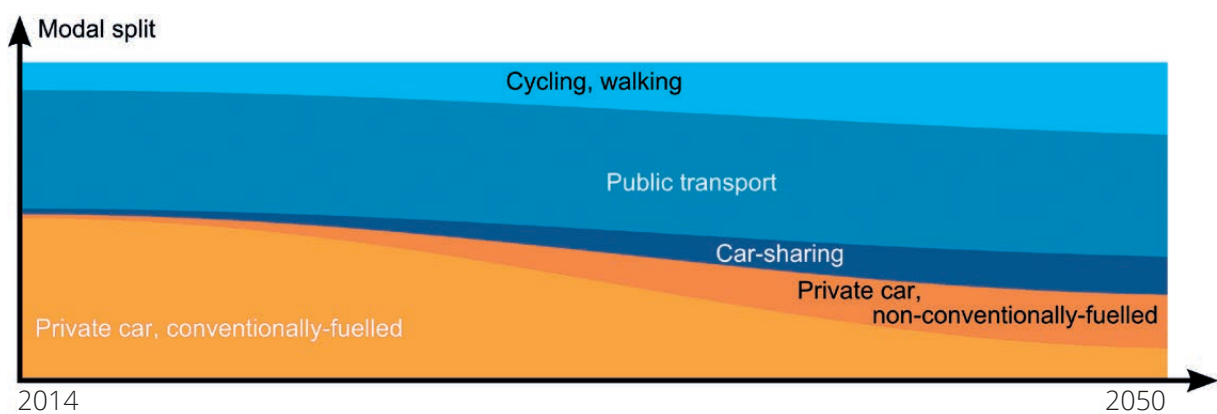 Modal split
Cycling, walking
Public transport
Car-sharing
Private car,
non-conventionally-fuelled
Private car, conventionally-fuelled
2014
2050